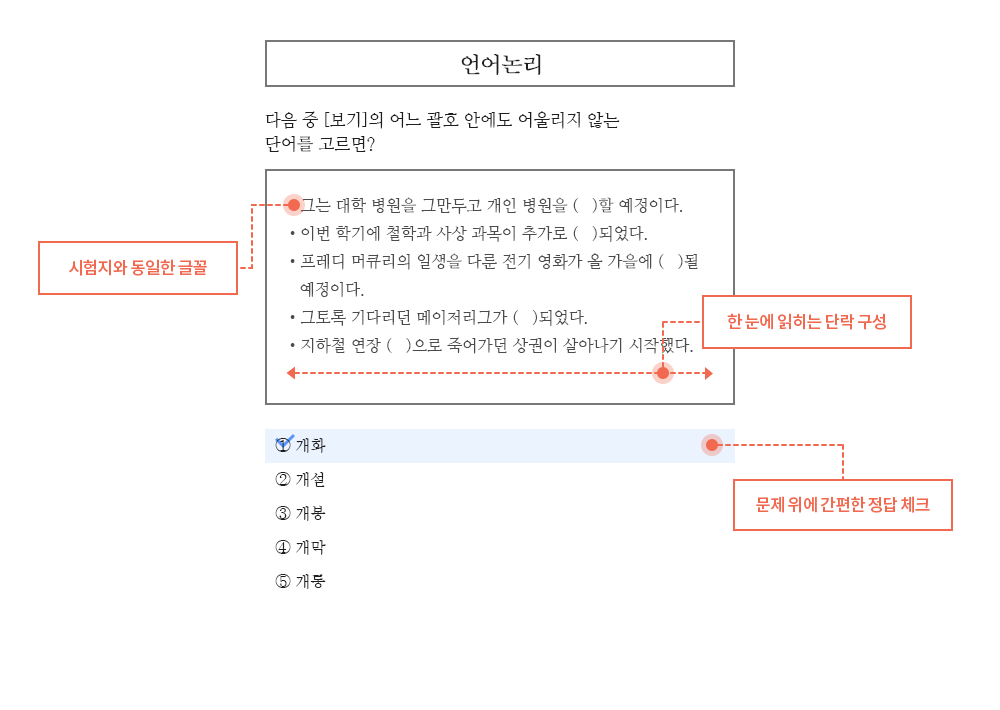 언어논리
다음 중 [보기]의 어느 괄호 안에도 어울리지 않는
단어를 고르면?
그는 대학 병원을 그만두고 개인 병원을 (   )할 예정이다.
• 이번 학기에 철학과 사상 과목이 추가로 (   )되었다.
시험지와 동일한 글꼴
• 프레디 머큐리의 일생을 다룬 전기 영화가 올 가을에 (   )될
예정이다.
• 그토록 기다리던 메이저리그가 (   )되었다.
한 눈에 읽히는 단락 구성
• 지하철 연장 (   )으로 죽어가던 상권이 살아나기 시작했다.
① 개화
② 개설
문제 위에 간편한 정답 체크
③ 개봉
④ 개막
⑤ 개통